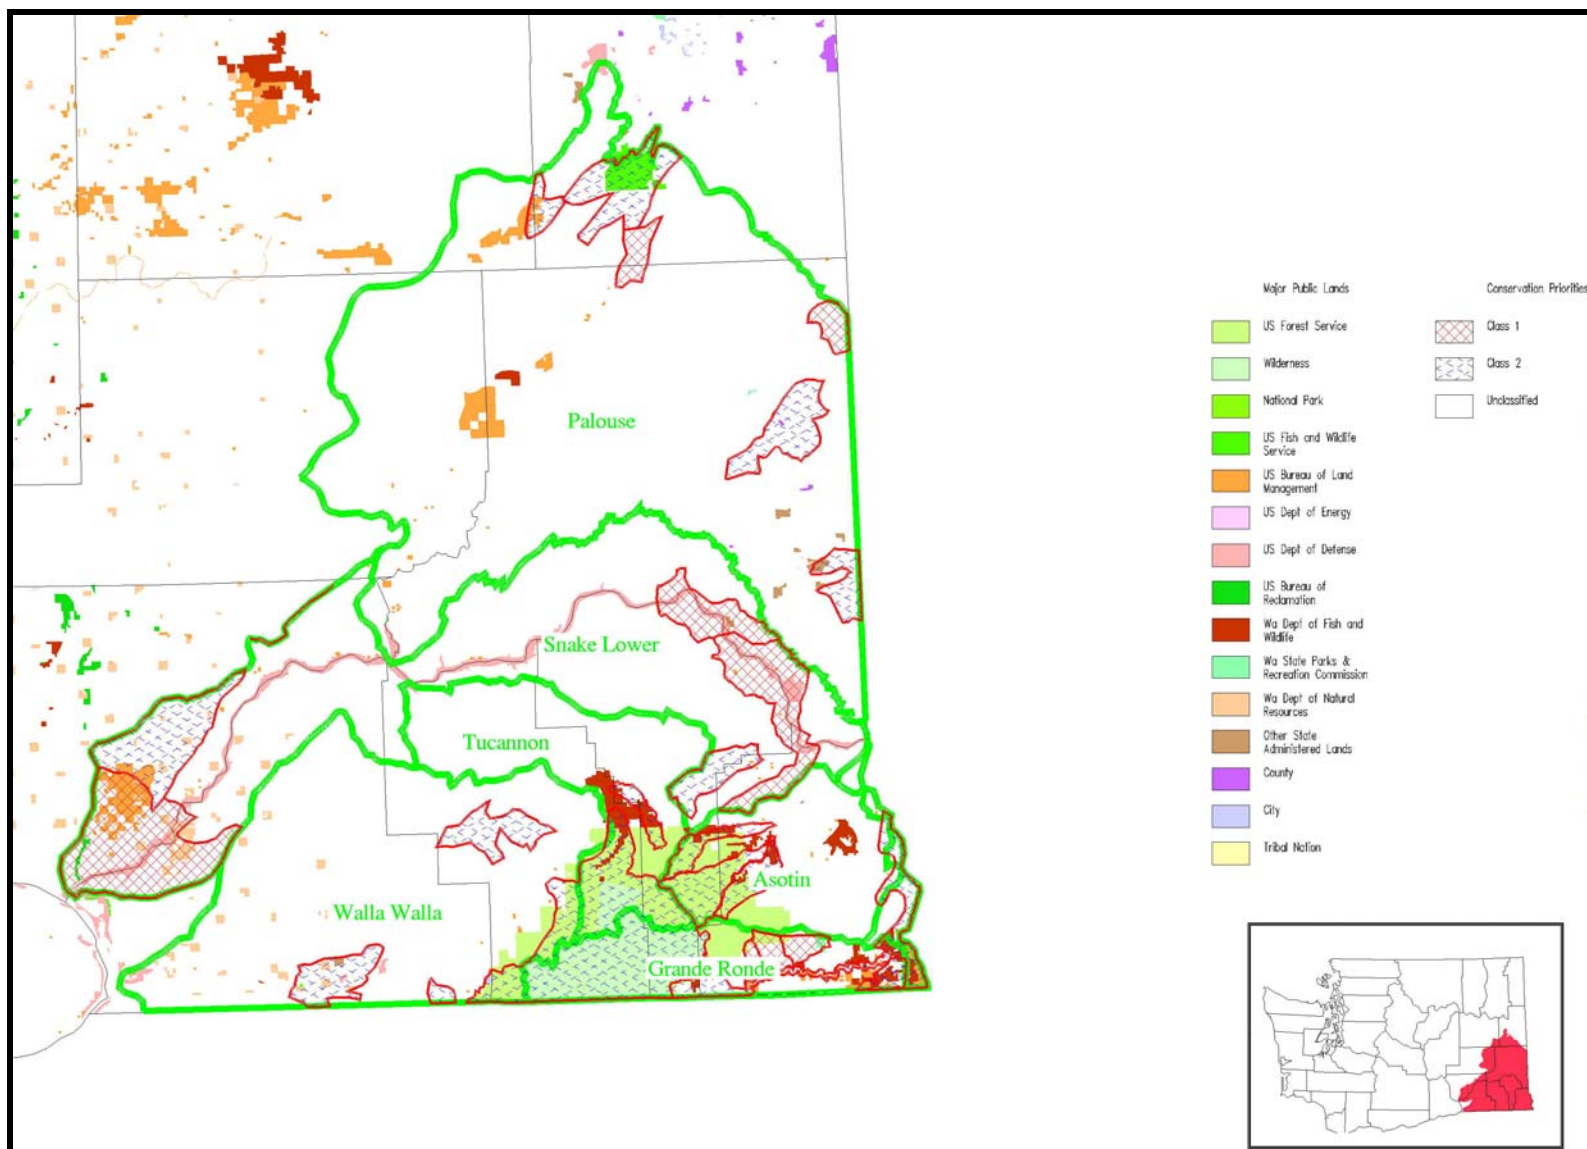 Palouse
Snake Lower
Tucannon
Asotin
Walla Walla
Grande Ronde
Major Public Lands
US Forest Service
Wilderness
National Park
US Fish and Wildlife
Service
US Bureau of Land
Management
US Dept of Energy
US Dept of Defense
US Bureau of
Reclamation
Wa Dept of Fish and
Wildlife
Wa State Parks &
Recreation Commission
Wa Dept of Natural
Resources
Other State
Administered Lands
County
City
Tribal Nation
Conservation Priorities
Class 1
Class 2
Unclassified